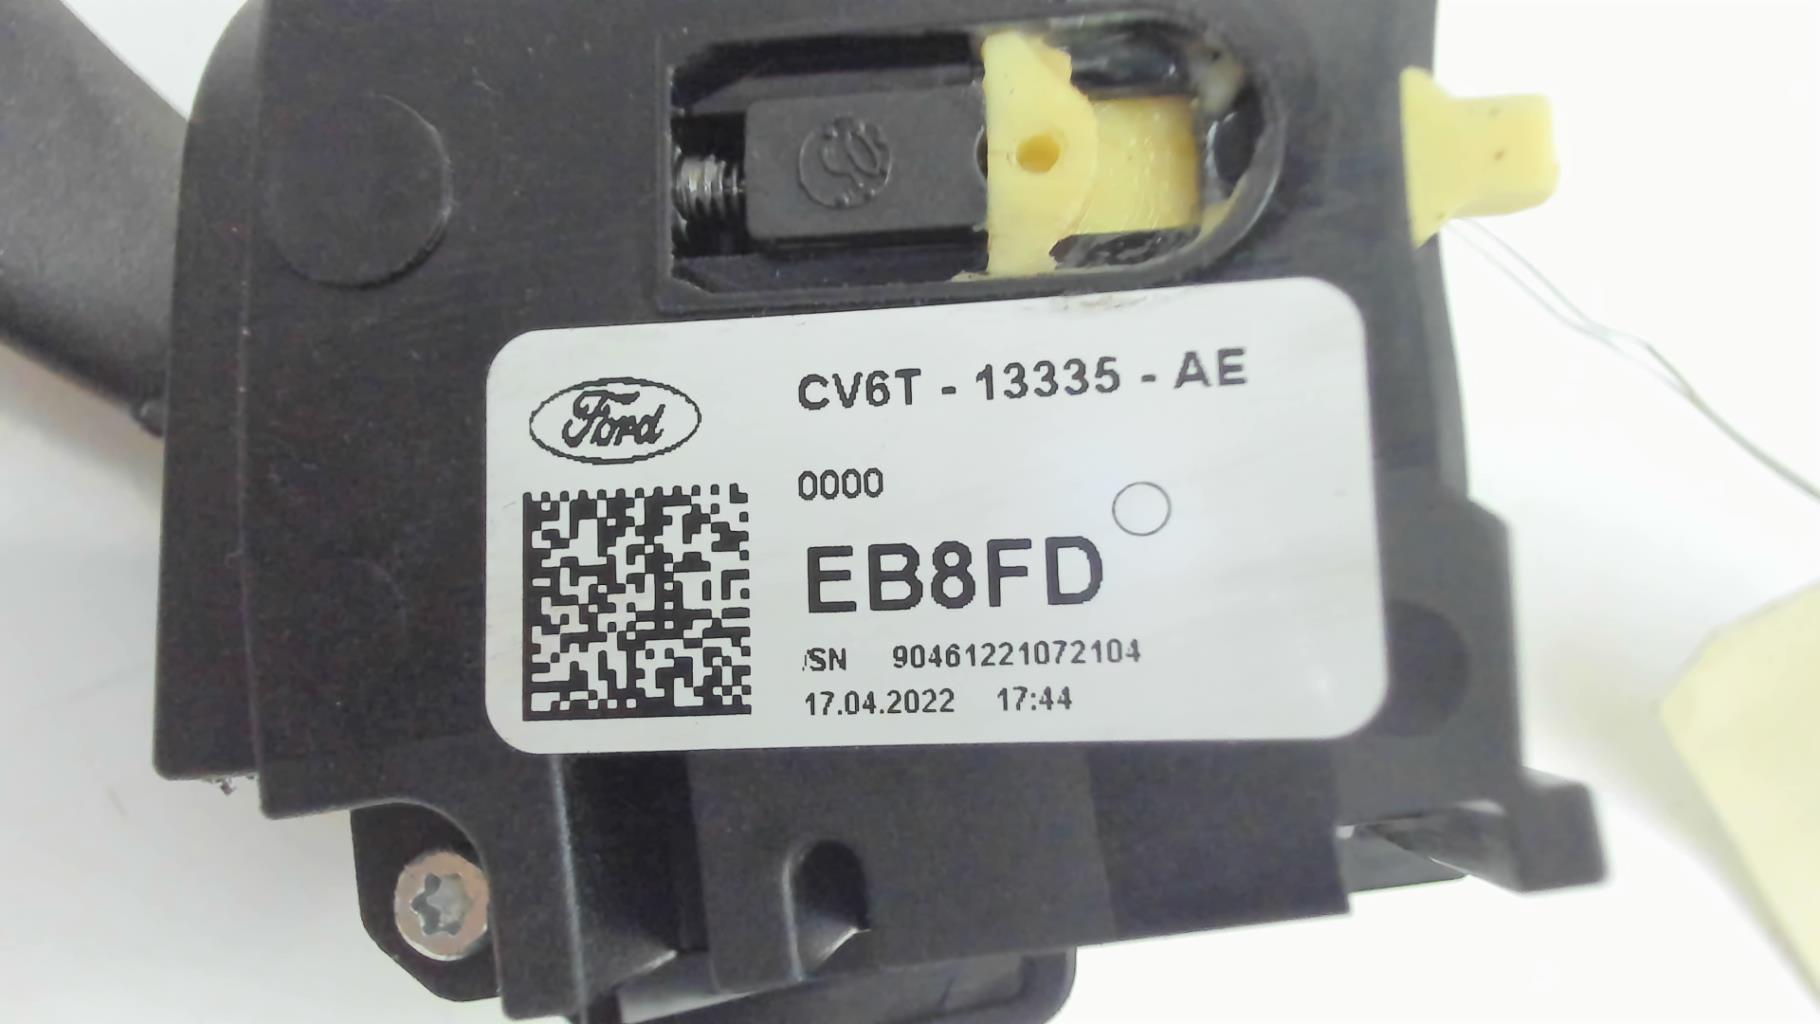 Ford
CV6T - 13335 - AE
0000
EB8FD
SN 90461221072104
17.04.2022 17:44